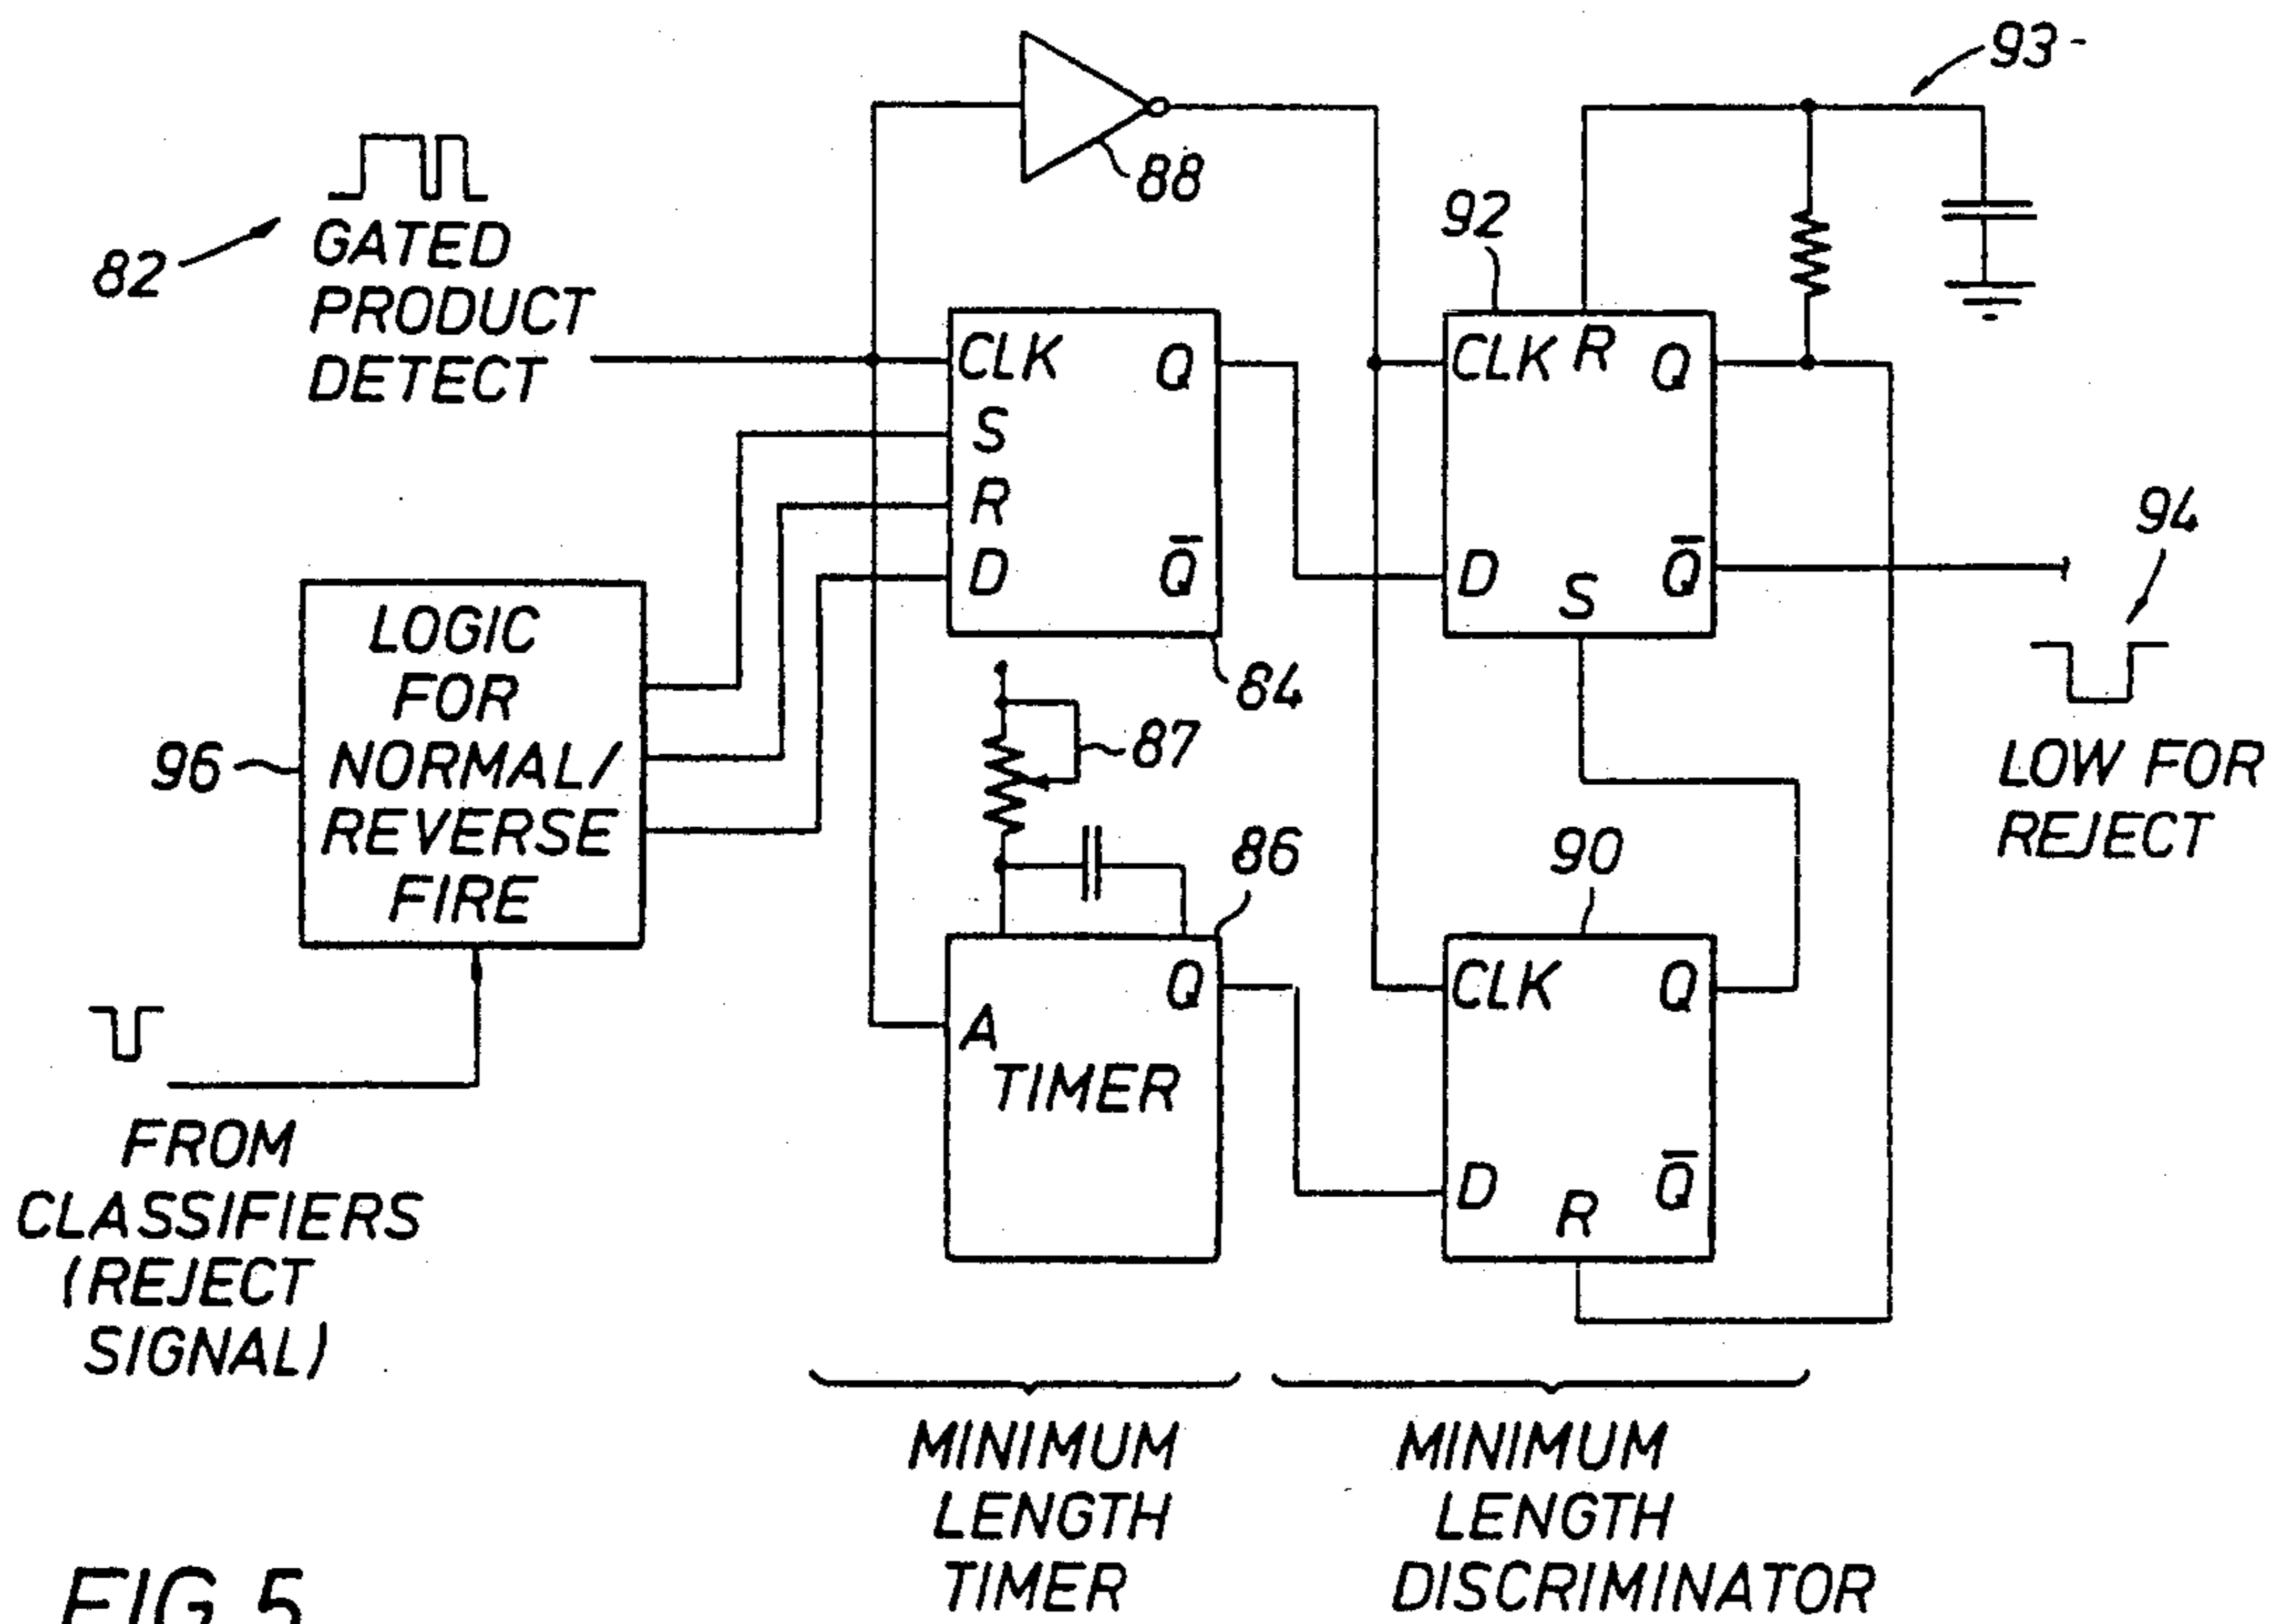 93
88
92
82
GATED
PRODUCT
DETECT
CLK
S
R
D
Q
Q̅
84
CLK
R
Q
D
S
Q̅
94
LOW FOR
REJECT
LOGIC
FOR
NORMAL/
REVERSE
FIRE
96
87
86
A
Q
TIMER
90
CLK
Q
D
R
Q̅
FROM
CLASSIFIERS
(REJECT
SIGNAL)
MINIMUM
LENGTH
TIMER
MINIMUM
LENGTH
DISCRIMINATOR
FIG. 5